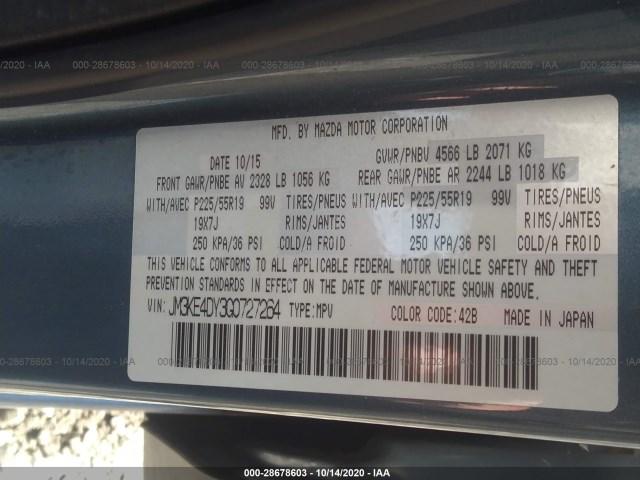 000-28678603 - 10/14/2020 - IAA
MFD. BY MAZDA MOTOR CORPORATION
DATE 10/15 GVWR/PNBV 4566 LB 2071 KG
FRONT GAWR/PNBE AV 2328 LB 1056 KG REAR GAWR/PNBE AR 2244 LB 1018 KG
WITH/AVEC P225/55R19 99V TIRES/PNEUS WITH/AVEC P225/55R19 99V TIRES/PNEUS
19X7J RIMS/JANTES 19X7J RIMS/JANTES
250 KPA/36 PSI COLD/A FROID 250 KPA/36 PSI COLD/A FROID
THIS VEHICLE CONFORMS TO ALL APPLICABLE FEDERAL MOTOR VEHICLE SAFETY AND THEFT
PREVENTION STANDARDS IN EFFECT ON THE DATE OF MANUFACTURE SHOWN ABOVE.
VIN: JM3KE4DY3G0727264 TYPE:MPV COLOR CODE:42B MADE IN JAPAN
000-28678603 - 10/14/2020 - IAA